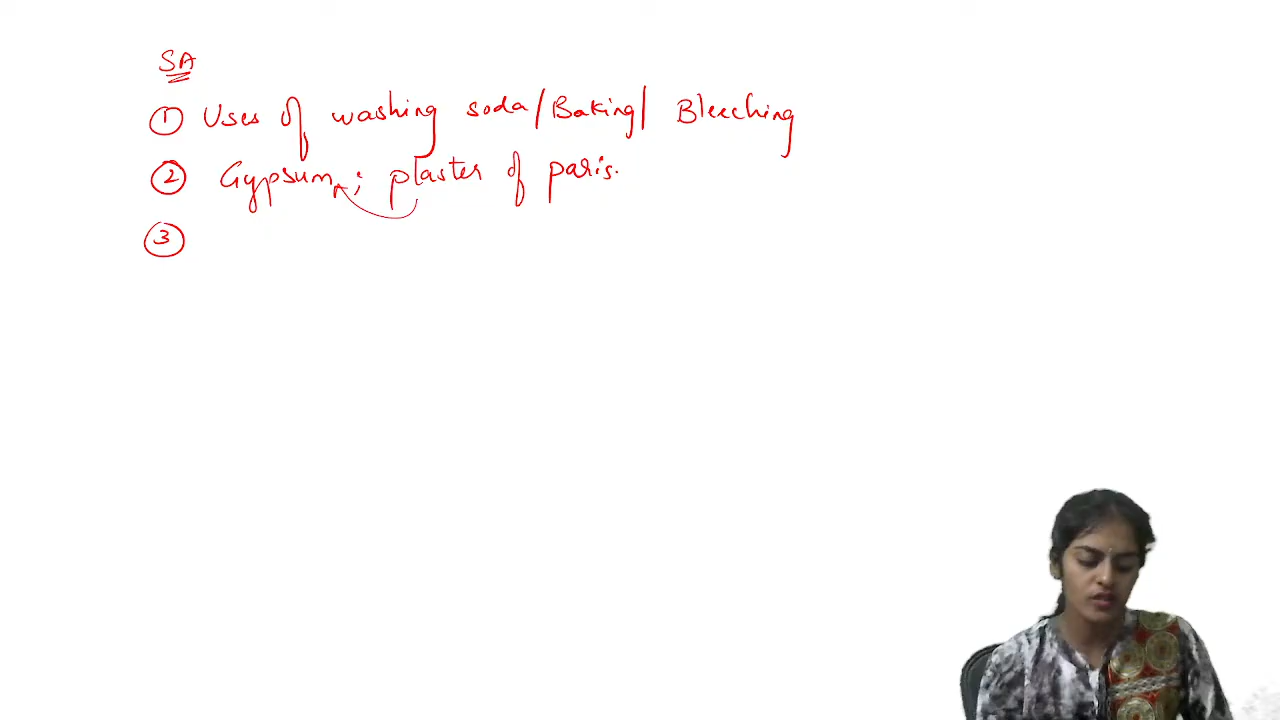 SA
① Uses of washing soda/Baking/ Bleeching
② Gypsum ; plaster of paris.
③